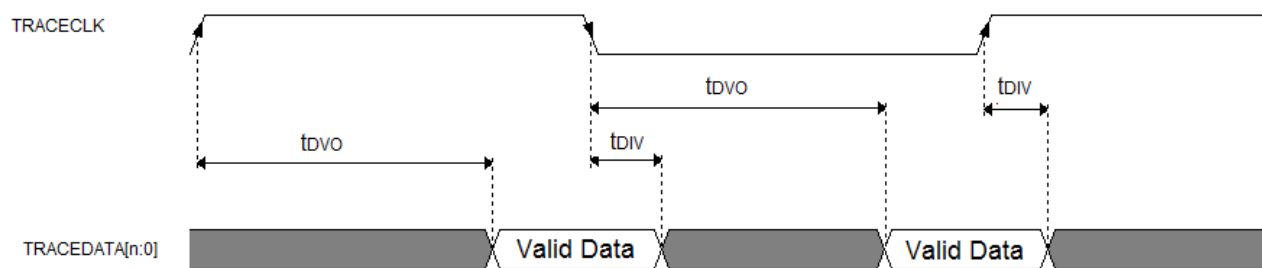 TRACECLK
tDVO
tDIV
tDVO
tDIV
TRACEDATA[n:0]
Valid Data
Valid Data